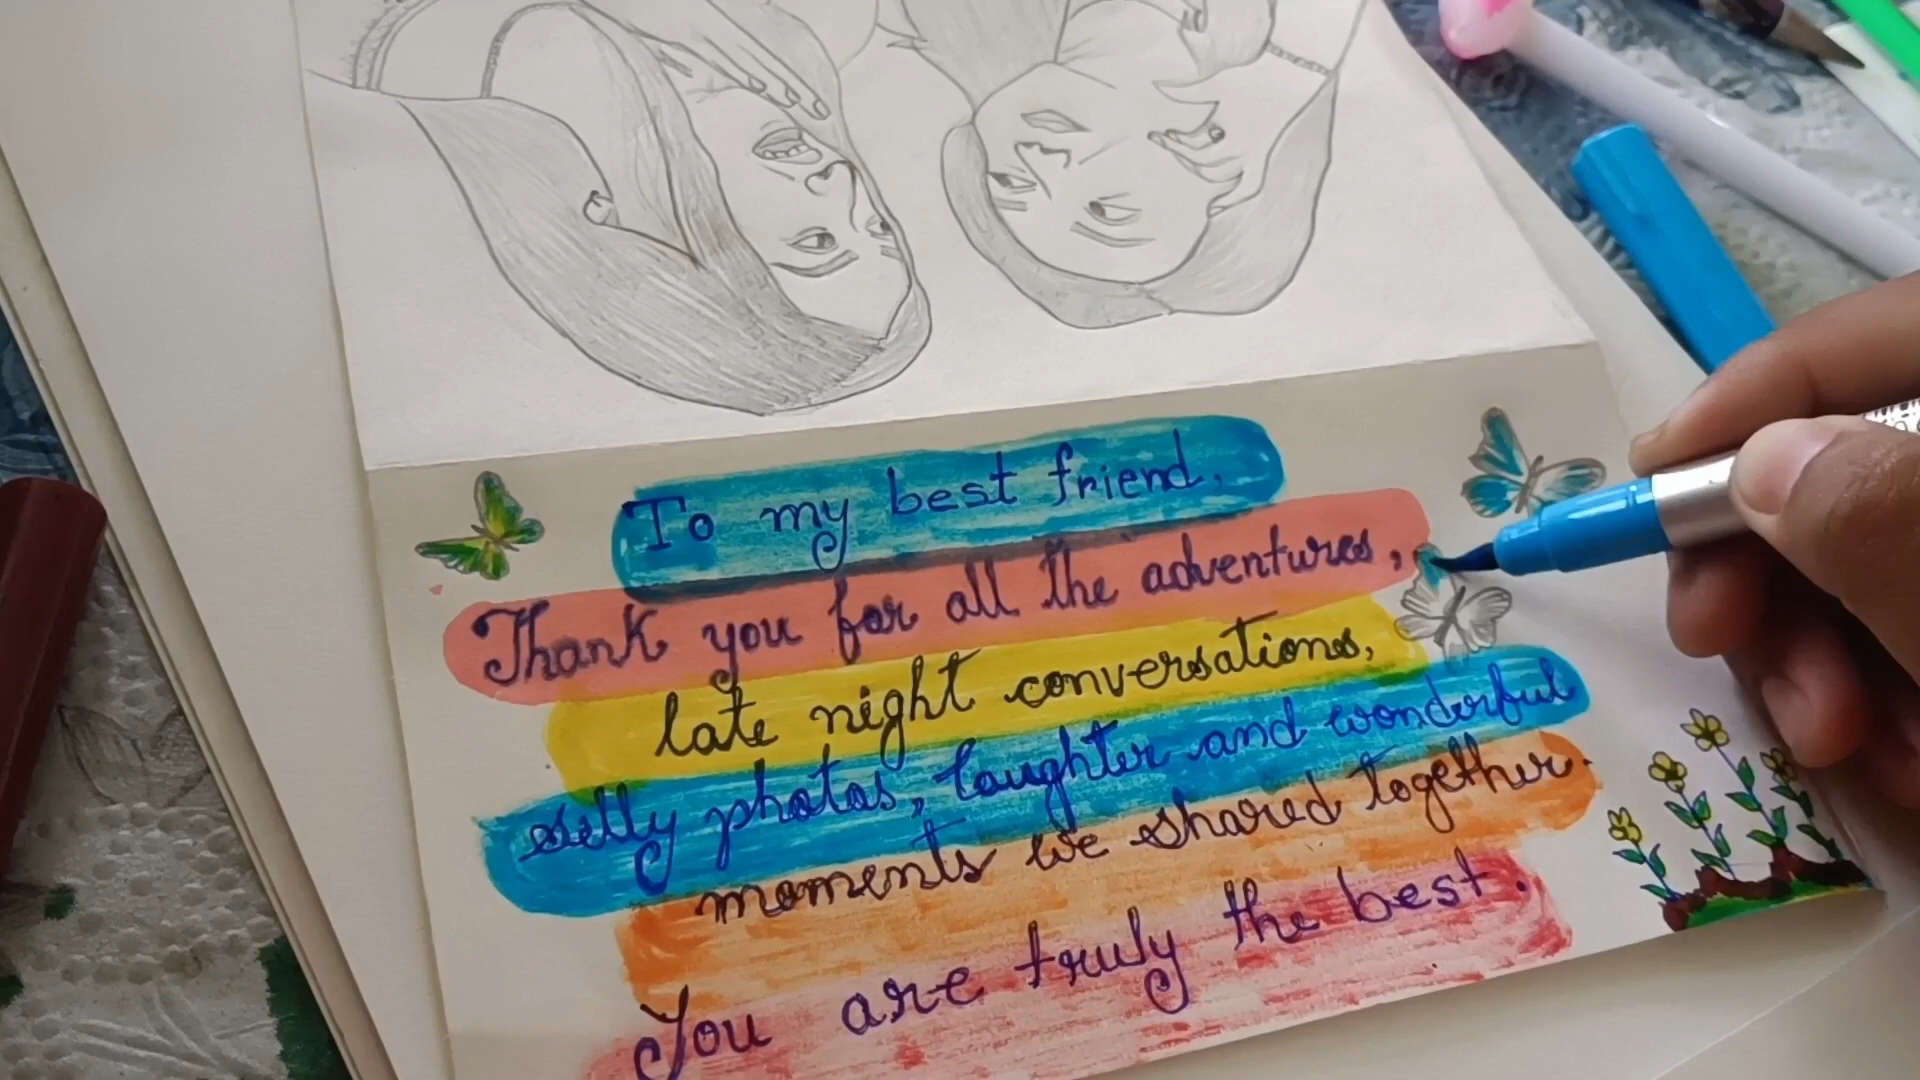 To my best friend,
Thank you for all the adventures,
late night conversations,
silly photos, laughter and wonderful
moments we shared together.
You are truly the best.